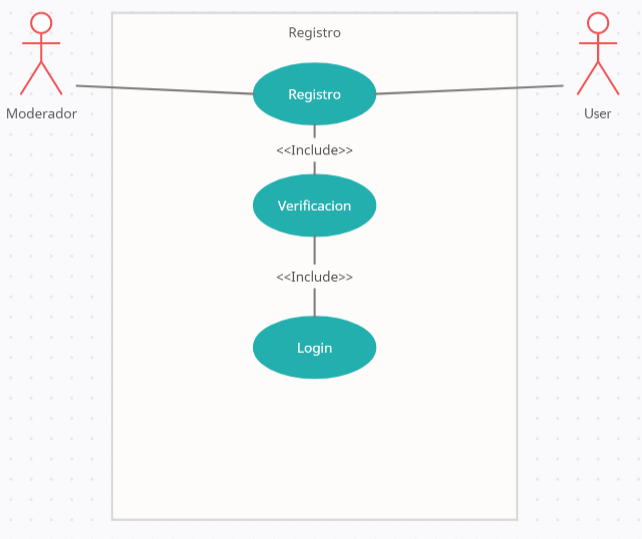 Registro
Registro
Moderador
User
<<Include>>
Verificacion
<<Include>>
Login